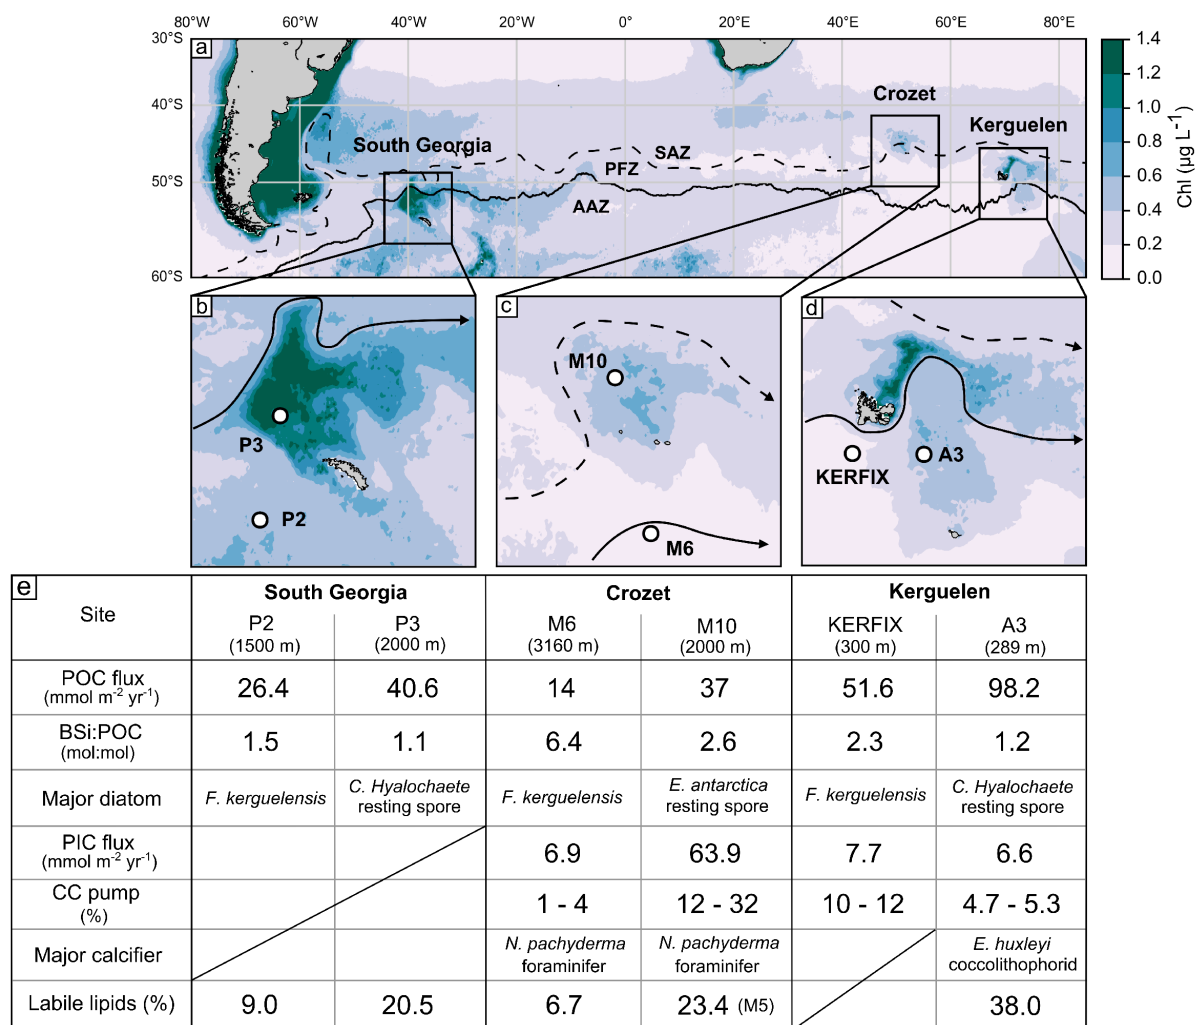 80°W 60°W 40°W 20°W 0° 20°E 40°E 60°E 80°E
30°S
40°S
50°S
60°S
a
South Georgia
SAZ
PFZ
AAZ
Crozet
Kerguelen
1.4
1.2
1.0
0.8
0.6
0.4
0.2
0.0
Chl (µg L⁻¹)
b
P3
P2
c
M10
M6
d
KERFIX
A3
e
Site
South Georgia Crozet Kerguelen
P2 P3 M6 M10 KERFIX A3
(1500 m) (2000 m) (3160 m) (2000 m) (300 m) (289 m)
POC flux
(mmol m⁻² yr⁻¹)
26.4 40.6 14 37 51.6 98.2
BSi:POC
(mol:mol)
1.5 1.1 6.4 2.6 2.3 1.2
Major diatom
F. kerguelensis
C. Hyalochaete
resting spore
F. kerguelensis
E. antarctica
resting spore
F. kerguelensis
C. Hyalochaete
resting spore
PIC flux
(mmol m⁻² yr⁻¹)
6.9 63.9 7.7 6.6
CC pump
(%)
1 - 4 12 - 32 10 - 12 4.7 - 5.3
Major calcifier
N. pachyderma
foraminifer
N. pachyderma
foraminifer
E. huxleyi
coccolithophorid
Labile lipids (%) 9.0 20.5 6.7 23.4 (M5) 38.0